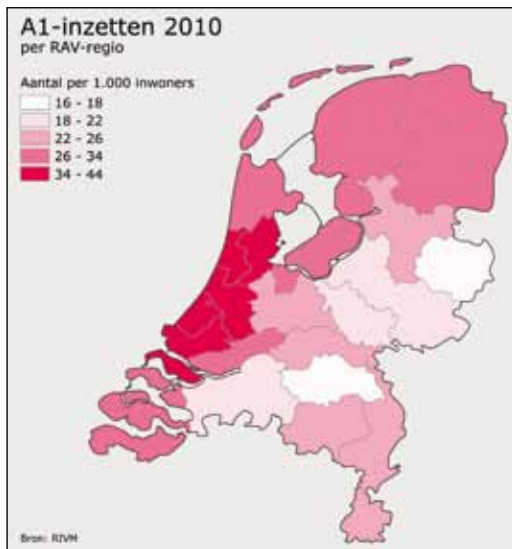 A1-inzetten 2010
per RAV-regio
Aantal per 1.000 inwoners
16 - 18
18 - 22
22 - 26
26 - 34
34 - 44
Bron: RIVM